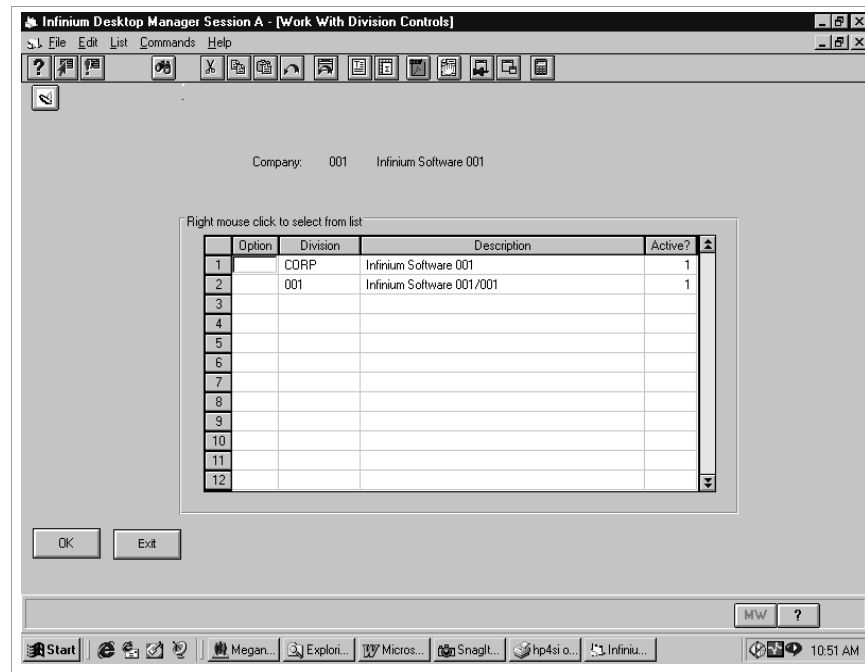 Infinium Desktop Manager Session A - [Work With Division Controls]
File Edit List Commands Help
Company: 001 Infinium Software 001
Right mouse click to select from list
Option Division Description Active?
1 CORP Infinium Software 001 1
2 001 Infinium Software 001/001 1
3
4
5
6
7
8
9
10
11
12
OK Exit
MW ?
Start Megan... Explori... Micros... SnagIt... hp4si o... Infiniu... 10:51 AM